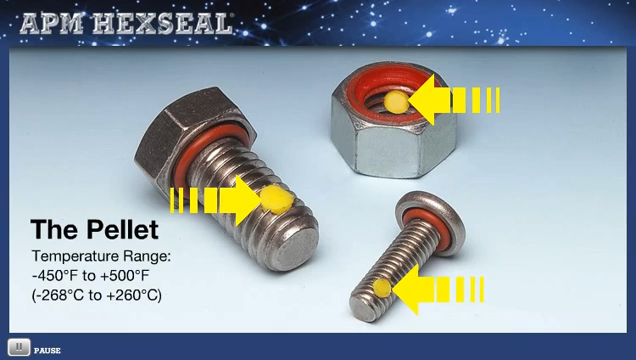 APM HEXSEAL
The Pellet
Temperature Range:
-450°F to +500°F
(-268°C to +260°C)
PAUSE